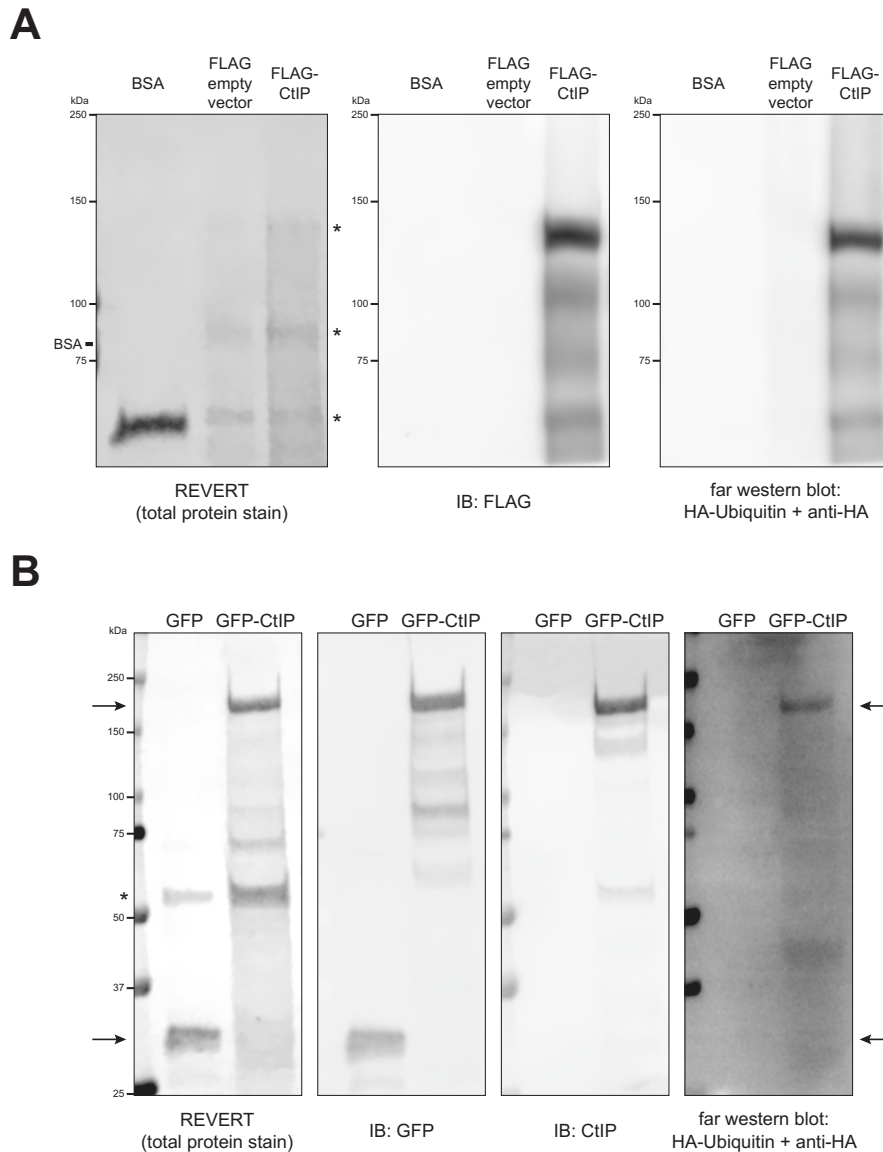 A
BSA
FLAG
empty
vector
FLAG-
CtIP
BSA
FLAG
empty
vector
FLAG-
CtIP
BSA
FLAG
empty
vector
FLAG-
CtIP
kDa
250
150
100
BSA
75
*
*
*
kDa
250
150
100
75
kDa
250
150
100
75
REVERT
(total protein stain)
IB: FLAG
far western blot:
HA-Ubiquitin + anti-HA
B
GFP GFP-CtIP
GFP GFP-CtIP
GFP GFP-CtIP
GFP GFP-CtIP
kDa
250
150
100
75
*
50
37
25
REVERT
(total protein stain)
IB: GFP
IB: CtIP
far western blot:
HA-Ubiquitin + anti-HA